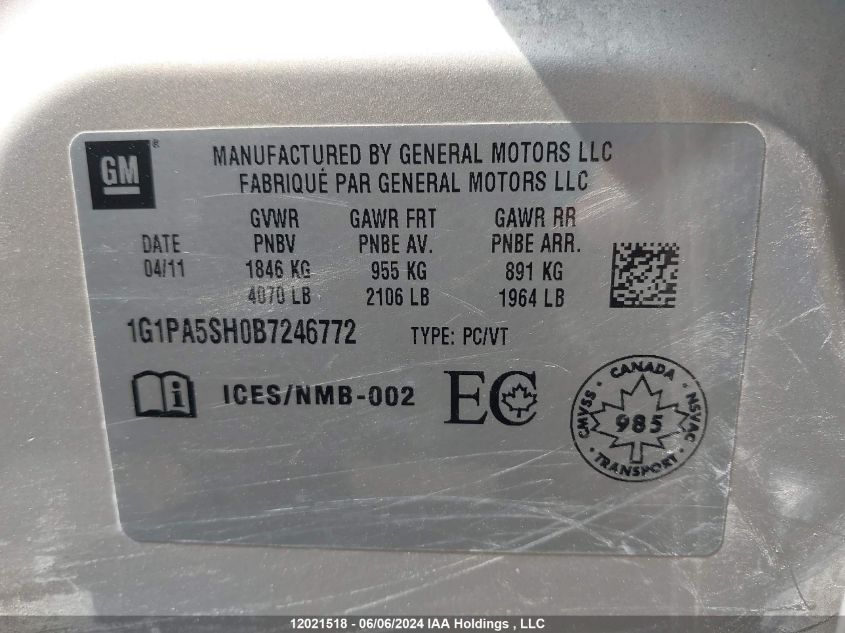 GM ®
MANUFACTURED BY GENERAL MOTORS LLC
FABRIQUÉ PAR GENERAL MOTORS LLC
GVWR GAWR FRT GAWR RR
DATE PNBV PNBE AV. PNBE ARR.
04/11 1846 KG 955 KG 891 KG
4070 LB 2106 LB 1964 LB
1G1PA5SH0B7246772 TYPE: PC/VT
i ICES/NMB-002 EC
CANADA
CMVSS · NSVAC
985
TRANSPORT
12021518 - 06/06/2024 IAA Holdings , LLC